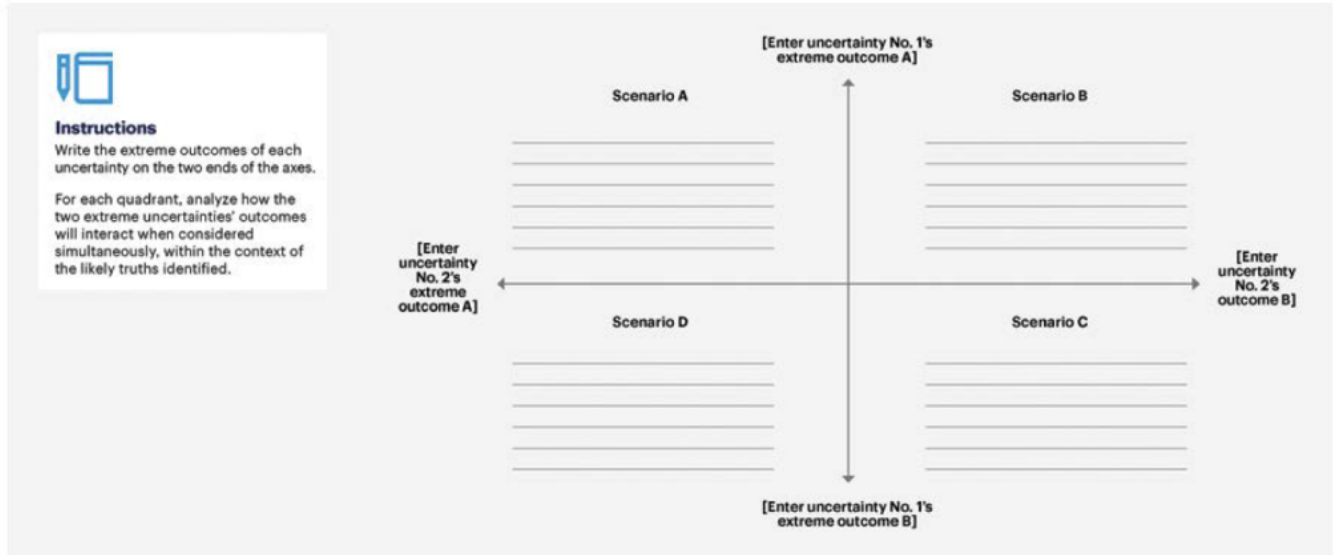 Instructions
Write the extreme outcomes of each
uncertainty on the two ends of the axes.
For each quadrant, analyze how the
two extreme uncertainties' outcomes
will interact when considered
simultaneously, within the context of
the likely truths identified.
[Enter uncertainty No. 1's
extreme outcome A]
Scenario A
Scenario B
[Enter
uncertainty
No. 2's
extreme
outcome A]
[Enter
uncertainty
No. 2's
outcome B]
Scenario D
Scenario C
[Enter uncertainty No. 1's
extreme outcome B]